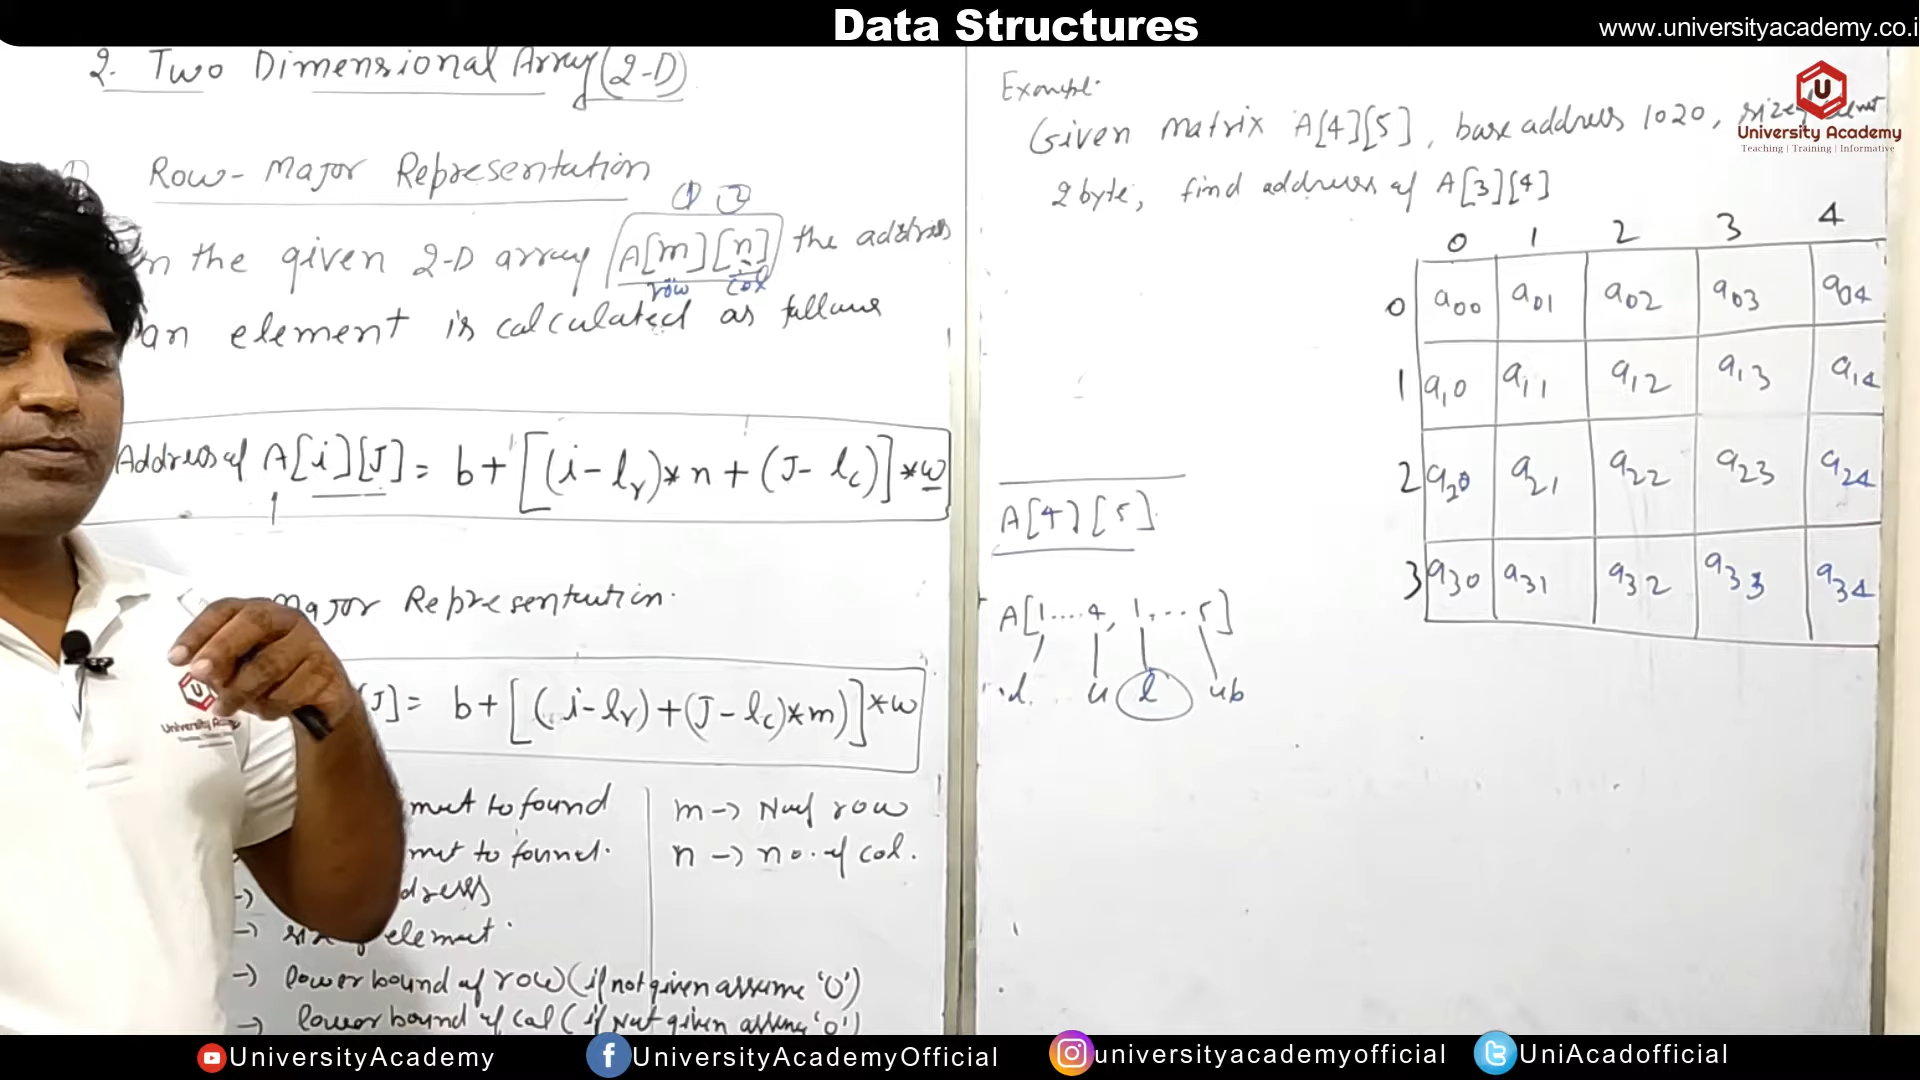 Data Structures
www.universityacademy.co.i
2. Two Dimensional Array (2-D)
Row-Major Representation
① ②
n the given 2-D array A[m][n] the address
row col
an element is calculated as follows
Address of A[i][J] = b+[(i-lr)*n+(J-lc)]*w
Major Representation.
J] = b+[(i-lr)+(J-lc)*m)]*w
ment to found
ment to found.
dress
size of element.
→ lower bound of row (if not given assume '0')
→ lower bound of col (if not given assume '0')
m → No of row
n → no. of col.
Example.
Given matrix A[4][5], base address 1020, size
2 byte, find address of A[3][4]
0 1 2 3 4
0 a00 a01 a02 a03 a04
1 a10 a11 a12 a13 a14
2 a20 a21 a22 a23 a24
3 a30 a31 a32 a33 a34
A[4][5].
A[1....4, 1....5]
l u l ub
U
University Academy
Teaching | Training | Informative
U
University
UniversityAcademy
f UniversityAcademyOfficial
universityacademyofficial
UniAcadofficial